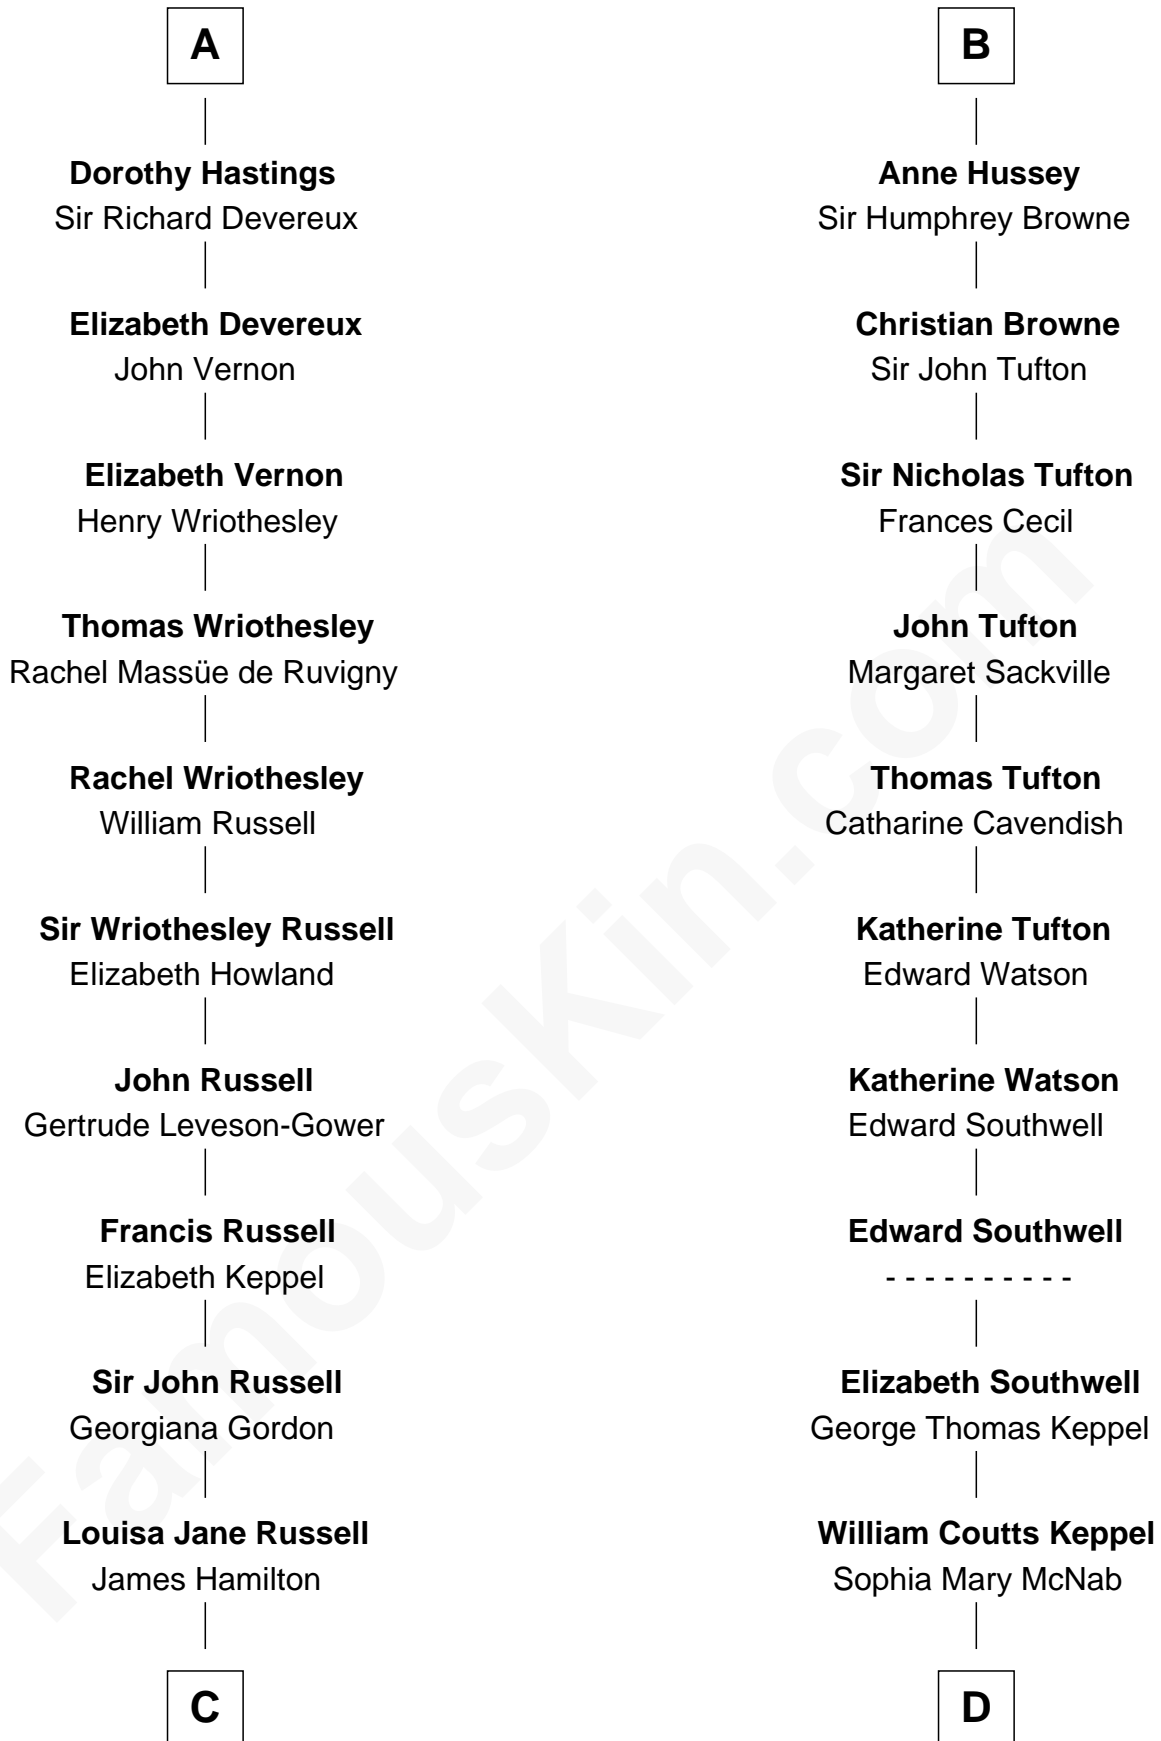 A
Dorothy Hastings
Sir Richard Devereux
Elizabeth Devereux
John Vernon
Elizabeth Vernon
Henry Wriothesley
Thomas Wriothesley
Rachel Massüe de Ruvigny
Rachel Wriothesley
William Russell
Sir Wriothesley Russell
Elizabeth Howland
John Russell
Gertrude Leveson-Gower
Francis Russell
Elizabeth Keppel
Sir John Russell
Georgiana Gordon
Louisa Jane Russell
James Hamilton
C
B
Anne Hussey
Sir Humphrey Browne
Christian Browne
Sir John Tufton
Sir Nicholas Tufton
Frances Cecil
John Tufton
Margaret Sackville
Thomas Tufton
Catharine Cavendish
Katherine Tufton
Edward Watson
Katherine Watson
Edward Southwell
Edward Southwell
- - - - - - - - - -
Elizabeth Southwell
George Thomas Keppel
William Coutts Keppel
Sophia Mary McNab
D
FamousKin.com